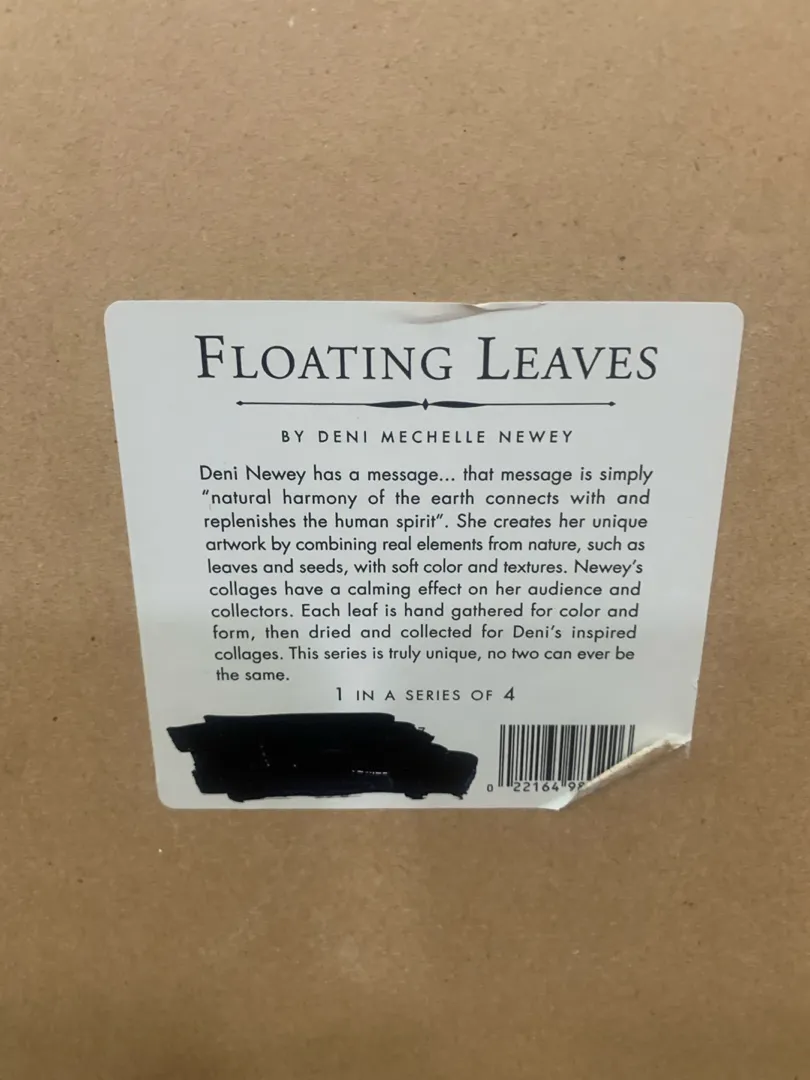 FLOATING LEAVES
BY DENI MECHELLE NEWEY
Deni Newey has a message... that message is simply
“natural harmony of the earth connects with and
replenishes the human spirit”. She creates her unique
artwork by combining real elements from nature, such as
leaves and seeds, with soft color and textures. Newey’s
collages have a calming effect on her audience and
collectors. Each leaf is hand gathered for color and
form, then dried and collected for Deni’s inspired
collages. This series is truly unique, no two can ever be
the same.
1 IN A SERIES OF 4
0 22164 98